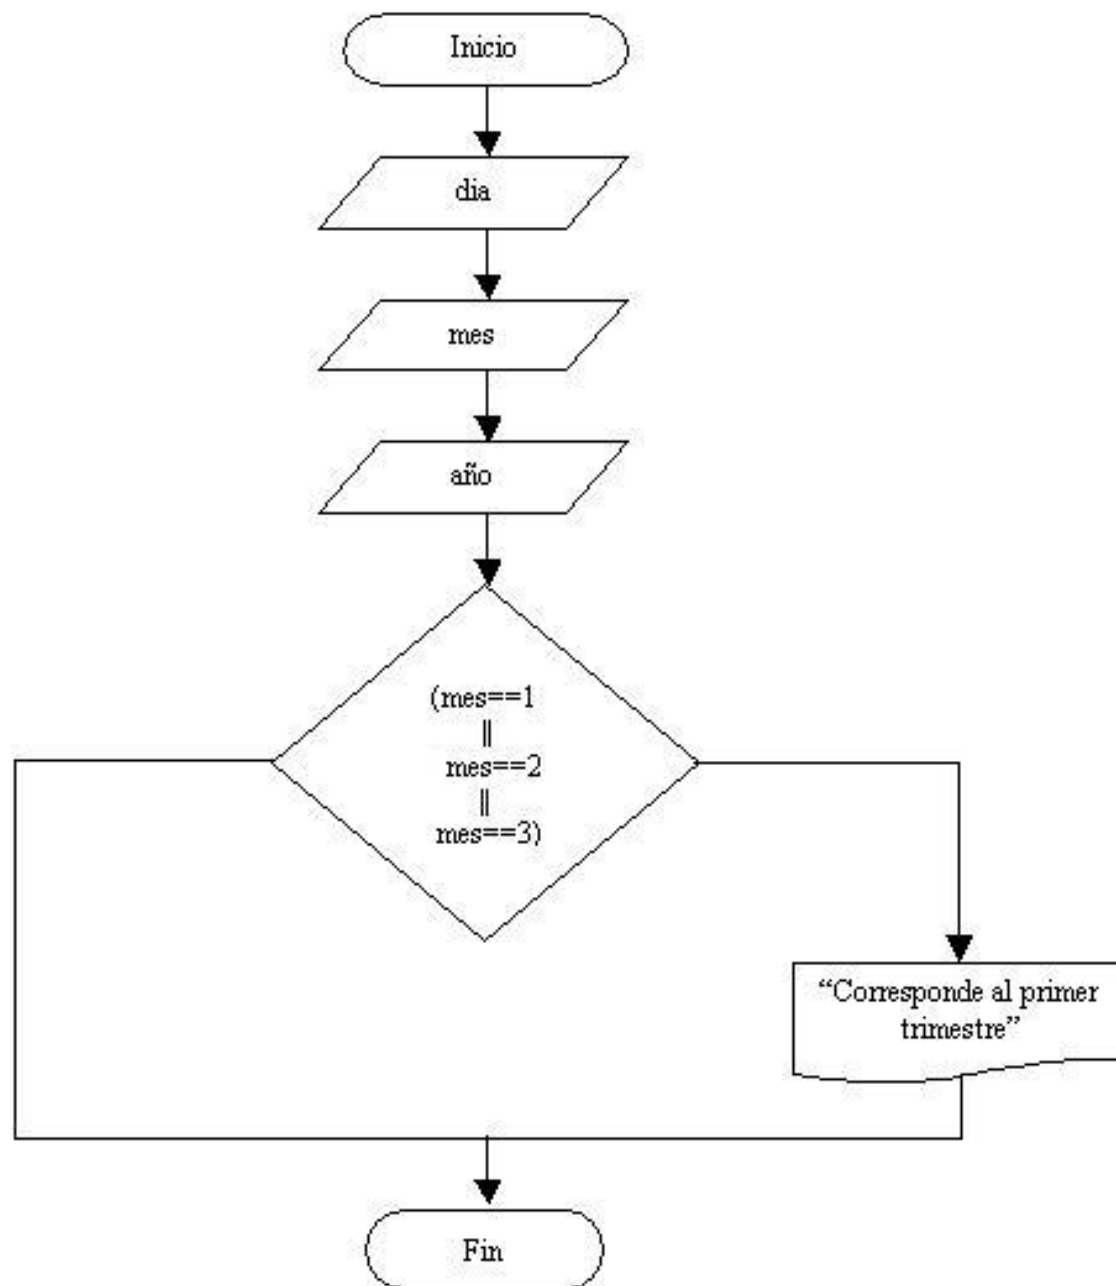 Inicio
dia
mes
año
(mes==1
||
mes==2
||
mes==3)
“Corresponde al primer
trimestre”
Fin